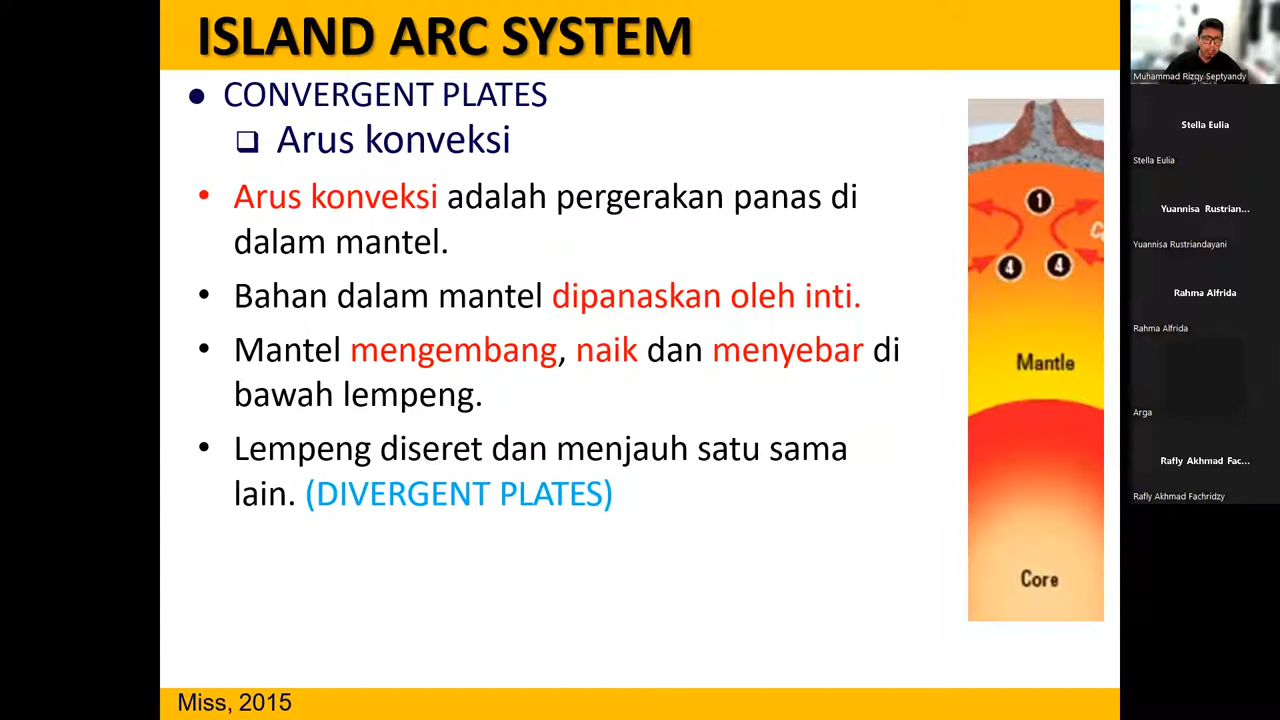 ISLAND ARC SYSTEM
● CONVERGENT PLATES
❑ Arus konveksi
• Arus konveksi adalah pergerakan panas di
dalam mantel.
• Bahan dalam mantel dipanaskan oleh inti.
• Mantel mengembang, naik dan menyebar di
bawah lempeng.
• Lempeng diseret dan menjauh satu sama
lain. (DIVERGENT PLATES)
1
4 4
Mantle
Core
Miss, 2015
Muhammad Rizqy Septyandy
Stella Eulia
Stella Eulia
Yuannisa Rustrian...
Yuannisa Rustriandayani
Rahma Alfrida
Rahma Alfrida
Arga
Rafly Akhmad Fac...
Rafly Akhmad Fachridzy